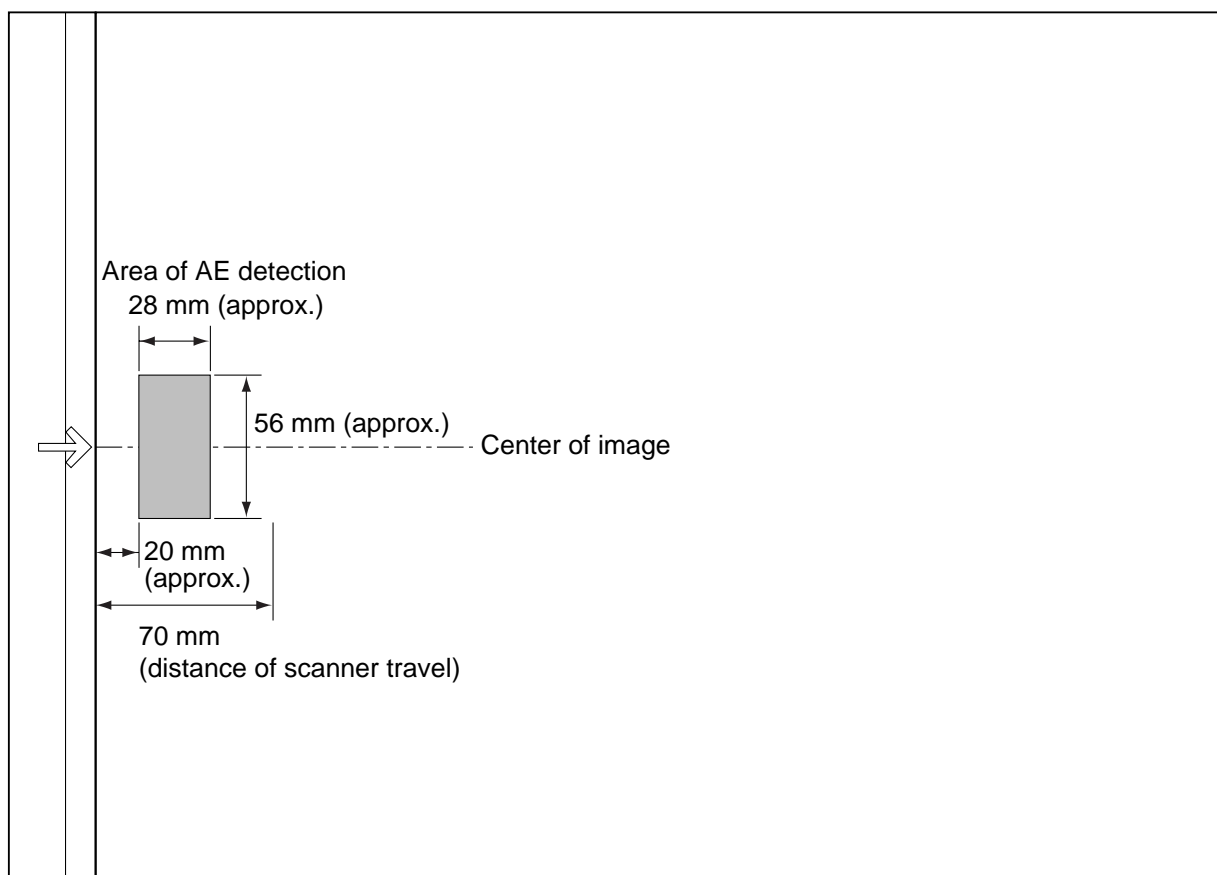 Area of AE detection
28 mm (approx.)
56 mm (approx.)
Center of image
20 mm
(approx.)
70 mm
(distance of scanner travel)